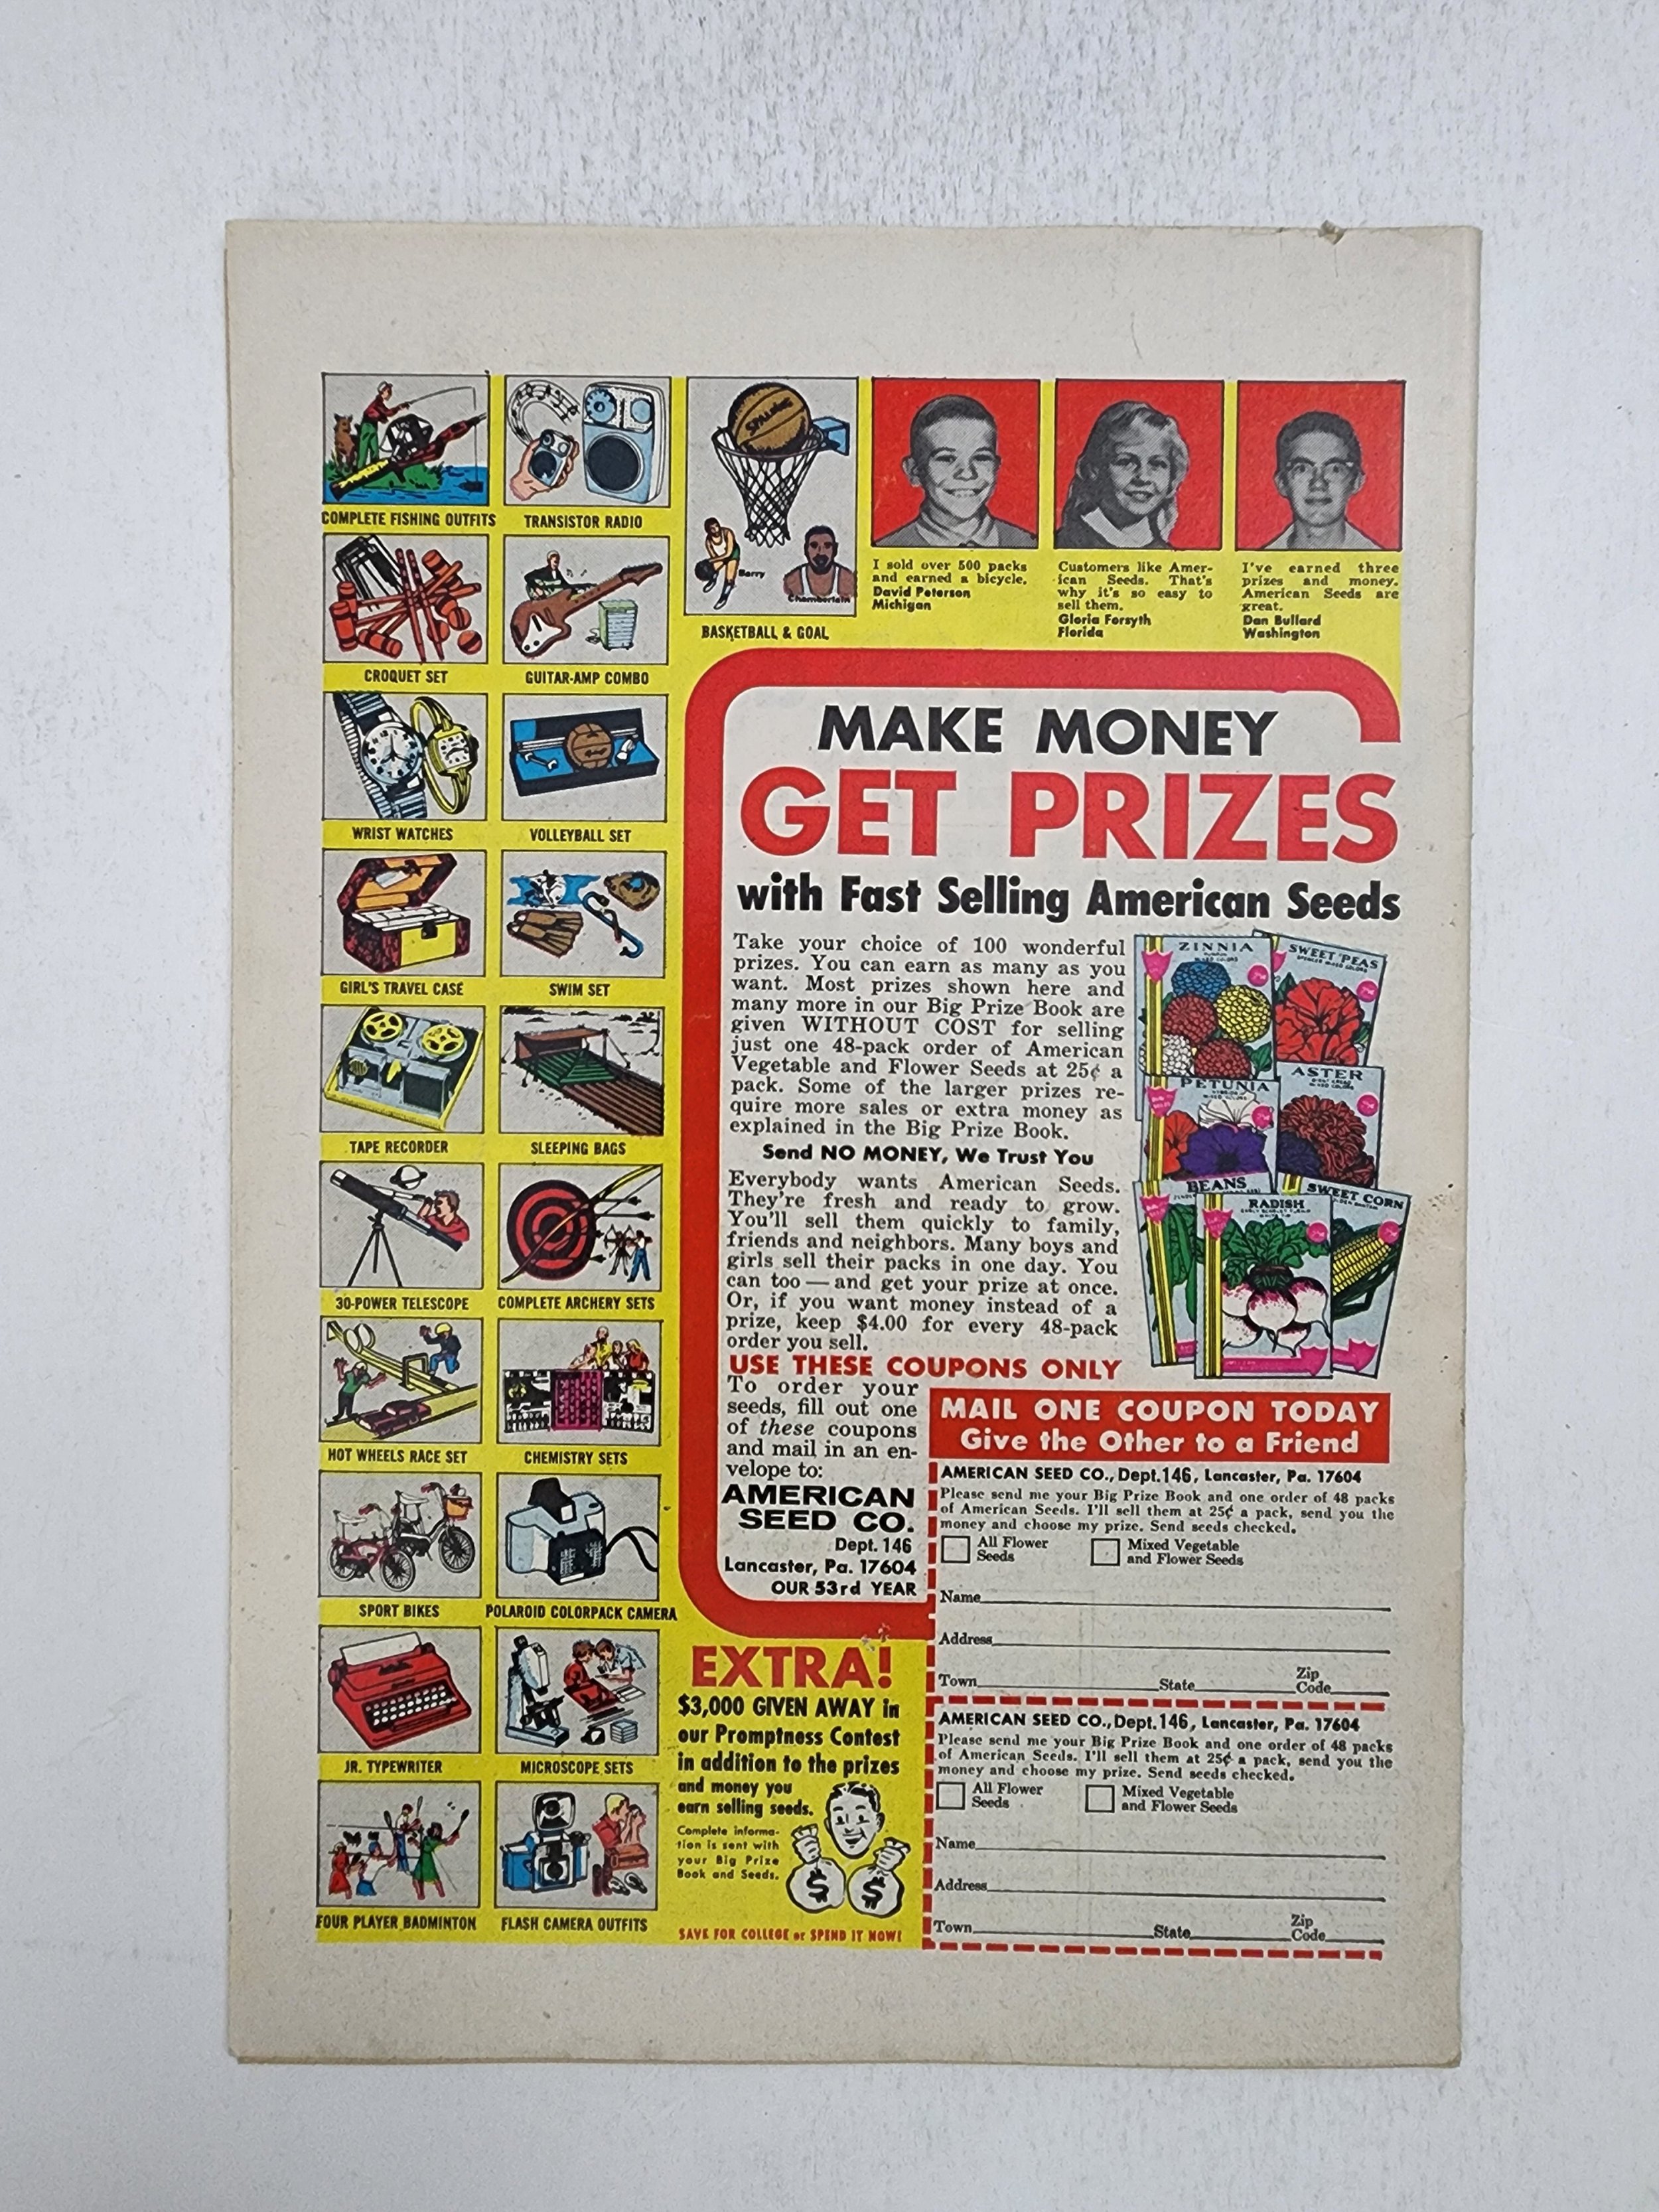 COMPLETE FISHING OUTFITS
TRANSISTOR RADIO
SPALDING
Barry
Chamberlain
BASKETBALL & GOAL
I sold over 500 packs
and earned a bicycle.
David Peterson
Michigan
Customers like Amer-
ican Seeds. That's
why it's so easy to
sell them.
Gloria Forsyth
Florida
I've earned three
prizes and money.
American Seeds are
great.
Dan Bullard
Washington
CROQUET SET
GUITAR-AMP COMBO
WRIST WATCHES
VOLLEYBALL SET
GIRL'S TRAVEL CASE
SWIM SET
TAPE RECORDER
SLEEPING BAGS
30-POWER TELESCOPE
COMPLETE ARCHERY SETS
HOT WHEELS RACE SET
CHEMISTRY SETS
SPORT BIKES
POLAROID COLORPACK CAMERA
JR. TYPEWRITER
MICROSCOPE SETS
FOUR PLAYER BADMINTON
FLASH CAMERA OUTFITS
MAKE MONEY
GET PRIZES
with Fast Selling American Seeds
Take your choice of 100 wonderful
prizes. You can earn as many as you
want. Most prizes shown here and
many more in our Big Prize Book are
given WITHOUT COST for selling
just one 48-pack order of American
Vegetable and Flower Seeds at 25¢ a
pack. Some of the larger prizes re-
quire more sales or extra money as
explained in the Big Prize Book.
Send NO MONEY, We Trust You
Everybody wants American Seeds.
They're fresh and ready to grow.
You'll sell them quickly to family,
friends and neighbors. Many boys and
girls sell their packs in one day. You
can too — and get your prize at once.
Or, if you want money instead of a
prize, keep $4.00 for every 48-pack
order you sell.
ZINNIA
SWEET PEAS
PETUNIA
ASTER
BEANS
RADISH
SWEET CORN
USE THESE COUPONS ONLY
To order your
seeds, fill out one
of these coupons
and mail in an en-
velope to:
AMERICAN
SEED CO.
Dept. 146
Lancaster, Pa. 17604
OUR 53rd YEAR
MAIL ONE COUPON TODAY
Give the Other to a Friend
AMERICAN SEED CO., Dept. 146, Lancaster, Pa. 17604
Please send me your Big Prize Book and one order of 48 packs
of American Seeds. I'll sell them at 25¢ a pack, send you the
money and choose my prize. Send seeds checked.
All Flower
Seeds
Mixed Vegetable
and Flower Seeds
Name
Address
Town State Zip Code
AMERICAN SEED CO., Dept. 146, Lancaster, Pa. 17604
Please send me your Big Prize Book and one order of 48 packs
of American Seeds. I'll sell them at 25¢ a pack, send you the
money and choose my prize. Send seeds checked.
All Flower
Seeds
Mixed Vegetable
and Flower Seeds
Name
Address
Town State Zip Code
EXTRA!
$3,000 GIVEN AWAY in
our Promptness Contest
in addition to the prizes
and money you
earn selling seeds.
Complete informa-
tion is sent with
your Big Prize
Book and Seeds.
$ $
SAVE FOR COLLEGE or SPEND IT NOW!